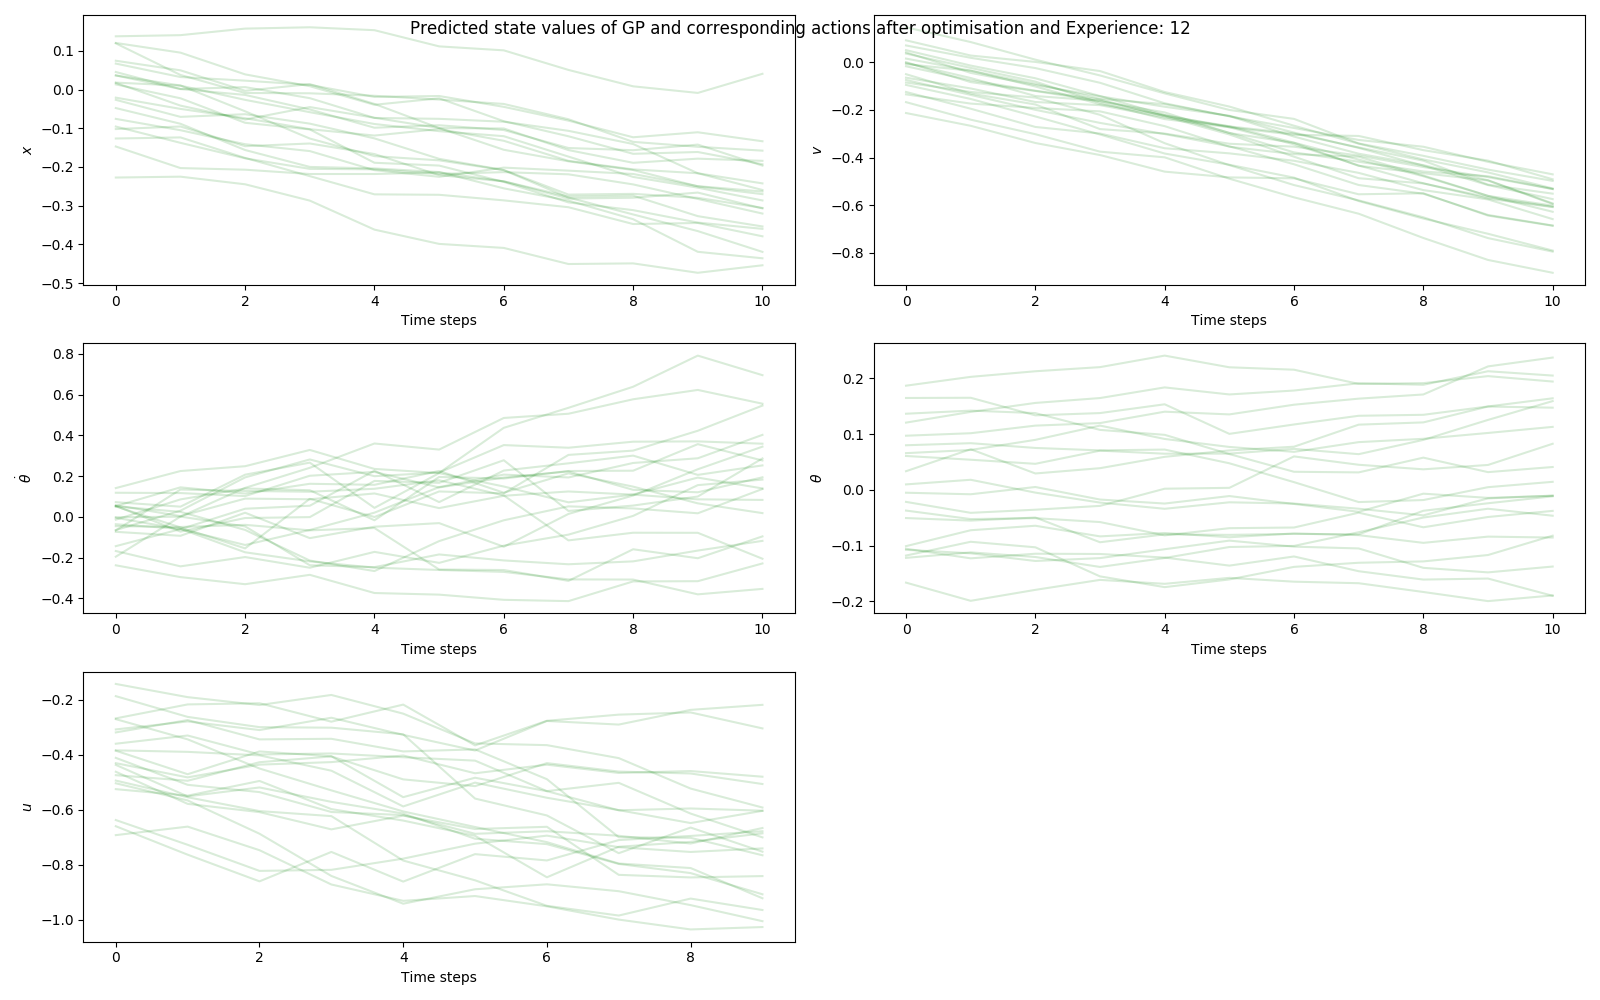 Predicted state values of GP and corresponding actions after optimisation and Experience: 12
0.1
0.0
−0.1
−0.2
−0.3
−0.4
−0.5
x
0 2 4 6 8 10
Time steps
0.0
−0.2
−0.4
−0.6
−0.8
v
0 2 4 6 8 10
Time steps
0.8
0.6
0.4
0.2
0.0
−0.2
−0.4
θ̇
0 2 4 6 8 10
Time steps
0.2
0.1
0.0
−0.1
−0.2
θ
0 2 4 6 8 10
Time steps
−0.2
−0.4
−0.6
−0.8
−1.0
u
0 2 4 6 8
Time steps